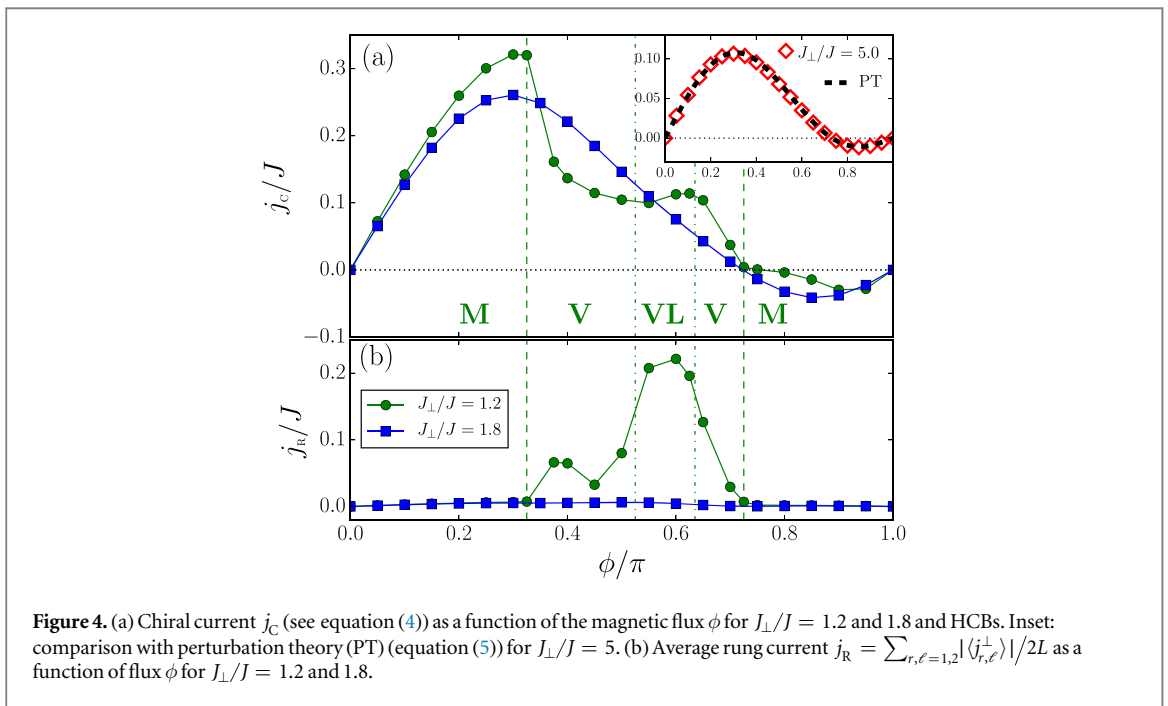 (a)
J⊥/J = 5.0
PT
0.10
0.05
0.00
0.0 0.2 0.4 0.6 0.8
j_C/J
0.3
0.2
0.1
0.0
−0.1
M V VL V M
(b)
J⊥/J = 1.2
J⊥/J = 1.8
j_R/J
0.2
0.1
0.0
0.0 0.2 0.4 0.6 0.8 1.0
ϕ/π
Figure 4. (a) Chiral current j_C (see equation (4)) as a function of the magnetic flux ϕ for J⊥/J = 1.2 and 1.8 and HCBs. Inset:
comparison with perturbation theory (PT) (equation (5)) for J⊥/J = 5. (b) Average rung current j_R = ∑_{r,ℓ=1,2}|⟨j^⊥_{r,ℓ}⟩|/2L as a
function of flux ϕ for J⊥/J = 1.2 and 1.8.